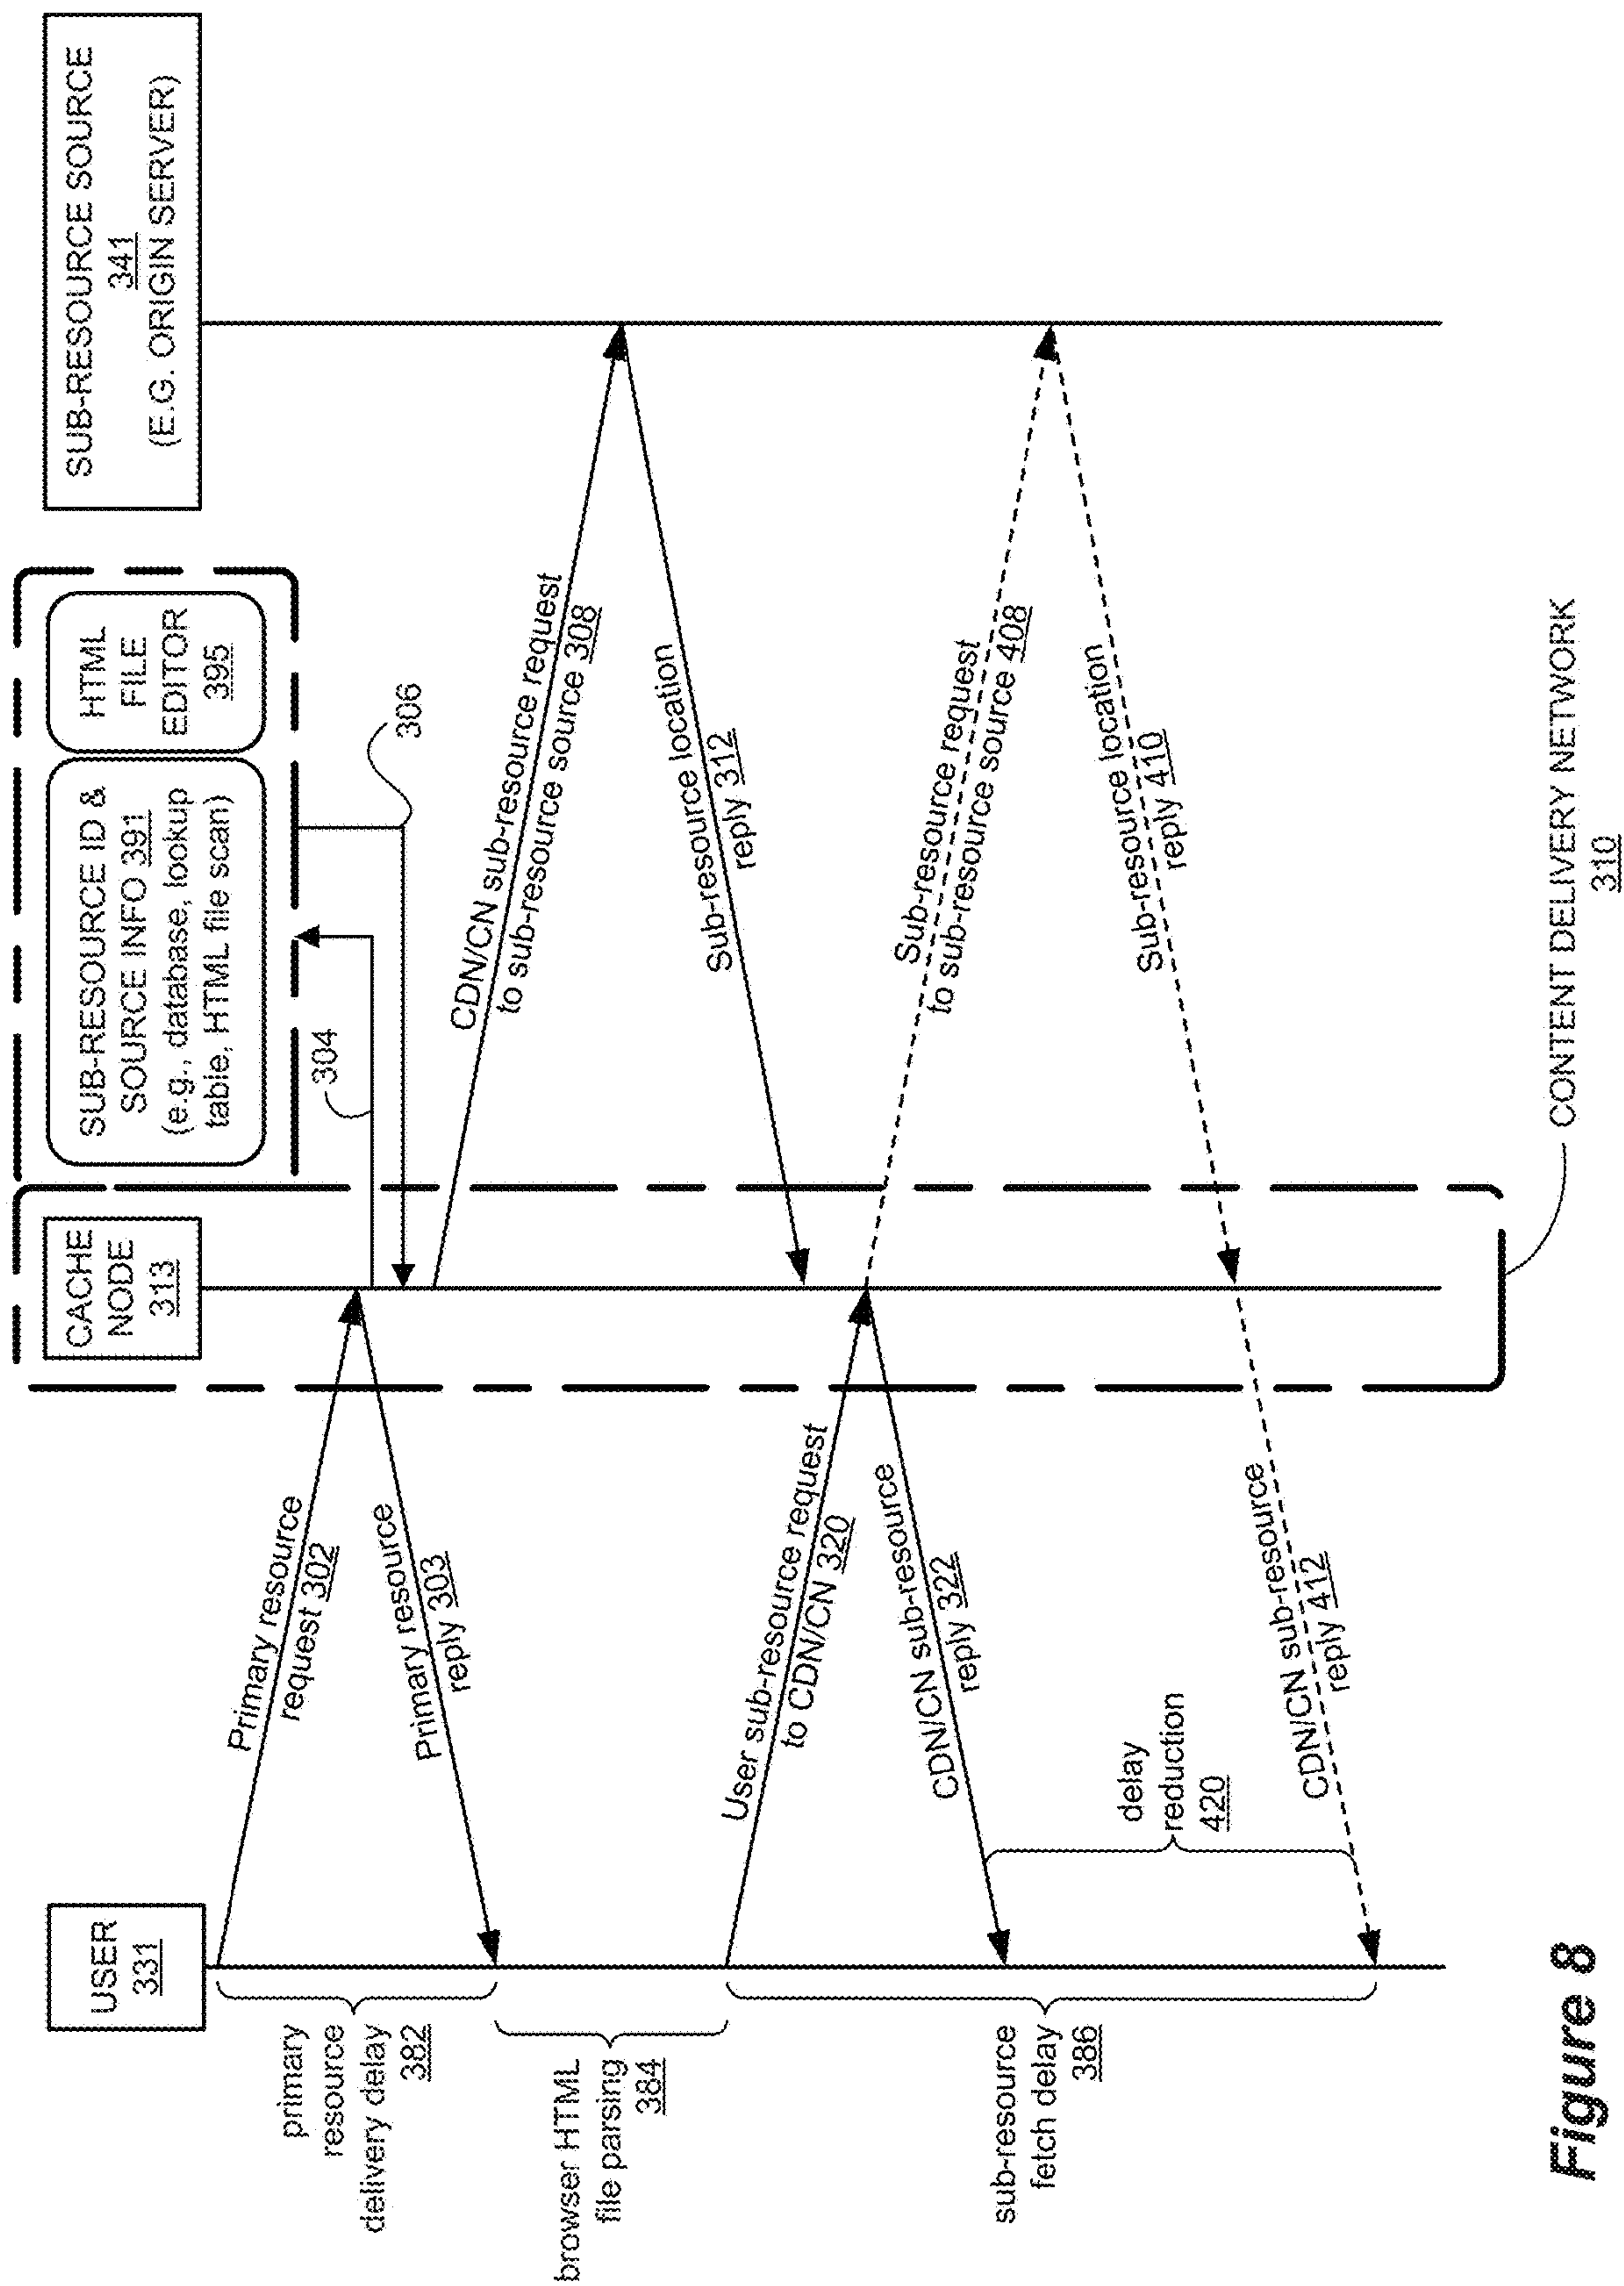 USER
331
CACHE
NODE
313
SUB-RESOURCE ID &
SOURCE INFO 391
(e.g., database, lookup
table, HTML file scan)
HTML
FILE
EDITOR
395
SUB-RESOURCE SOURCE
341
(E.G. ORIGIN SERVER)
primary
resource
delivery delay
382
Primary resource
request 302
Primary resource
reply 303
304
306
CDN/CN sub-resource request
to sub-resource source 308
Sub-resource location
reply 312
browser HTML
file parsing
384
User sub-resource request
to CDN/CN 320
CDN/CN sub-resource
reply 322
Sub-resource request
to sub-resource source 408
Sub-resource location
reply 410
sub-resource
fetch delay
386
delay
reduction
420
CDN/CN sub-resource
reply 412
CONTENT DELIVERY NETWORK
310
Figure 8